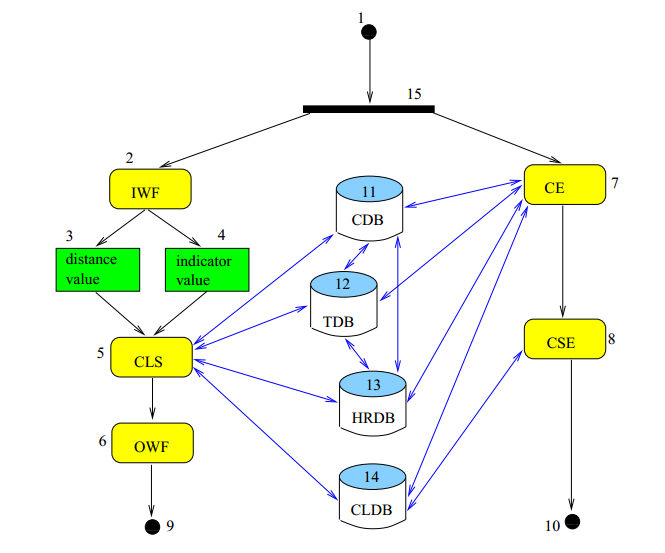 1
15
2
IWF
11
CDB
CE
7
3
4
distance
value
indicator
value
12
TDB
5
CLS
CSE
8
13
HRDB
6
OWF
14
CLDB
9
10